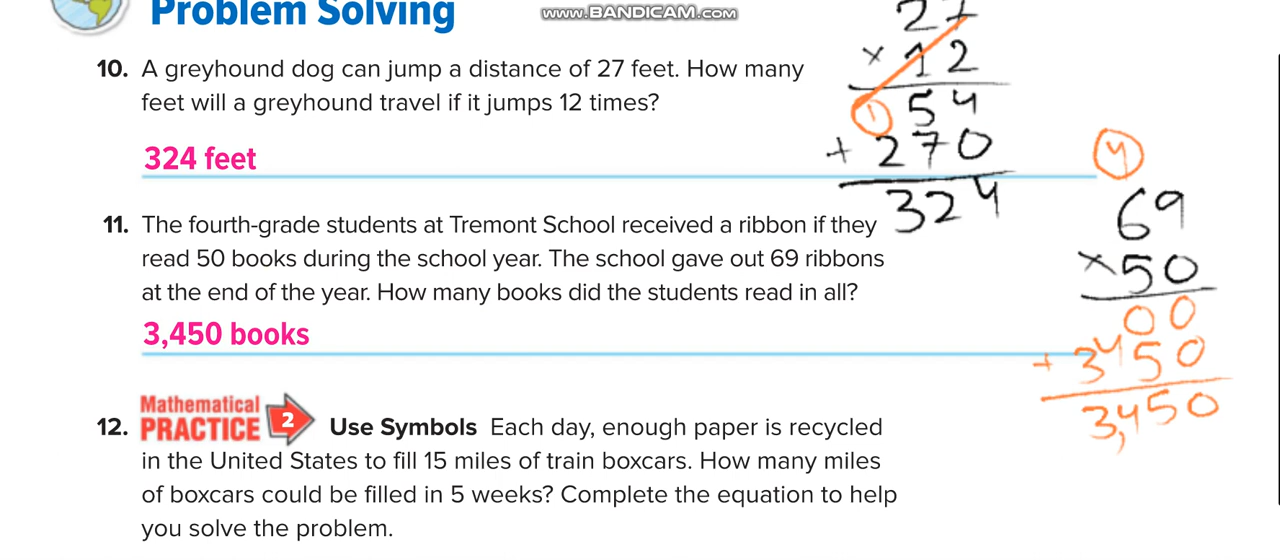 Problem Solving
www.BANDICAM.com
10. A greyhound dog can jump a distance of 27 feet. How many
feet will a greyhound travel if it jumps 12 times?
324 feet
27
× 12
1 54
+ 270
324
11. The fourth-grade students at Tremont School received a ribbon if they
read 50 books during the school year. The school gave out 69 ribbons
at the end of the year. How many books did the students read in all?
3,450 books
4
69
×50
00
+ 3450
3,450
12. Mathematical
PRACTICE 2 Use Symbols Each day, enough paper is recycled
in the United States to fill 15 miles of train boxcars. How many miles
of boxcars could be filled in 5 weeks? Complete the equation to help
you solve the problem.